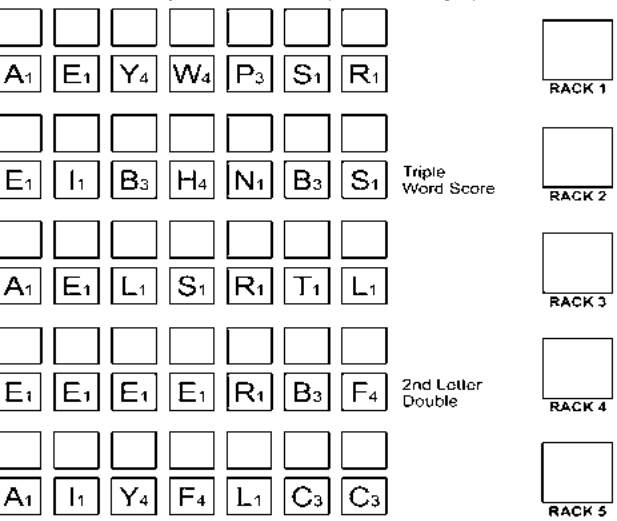 A1 E1 Y4 W4 P3 S1 R1
RACK 1
E1 I1 B3 H4 N1 B3 S1
Triple
Word Score
RACK 2
A1 E1 L1 S1 R1 T1 L1
RACK 3
E1 E1 E1 E1 R1 B3 F4
2nd Letter
Double
RACK 4
A1 I1 Y4 F4 L1 C3 C3
RACK 5